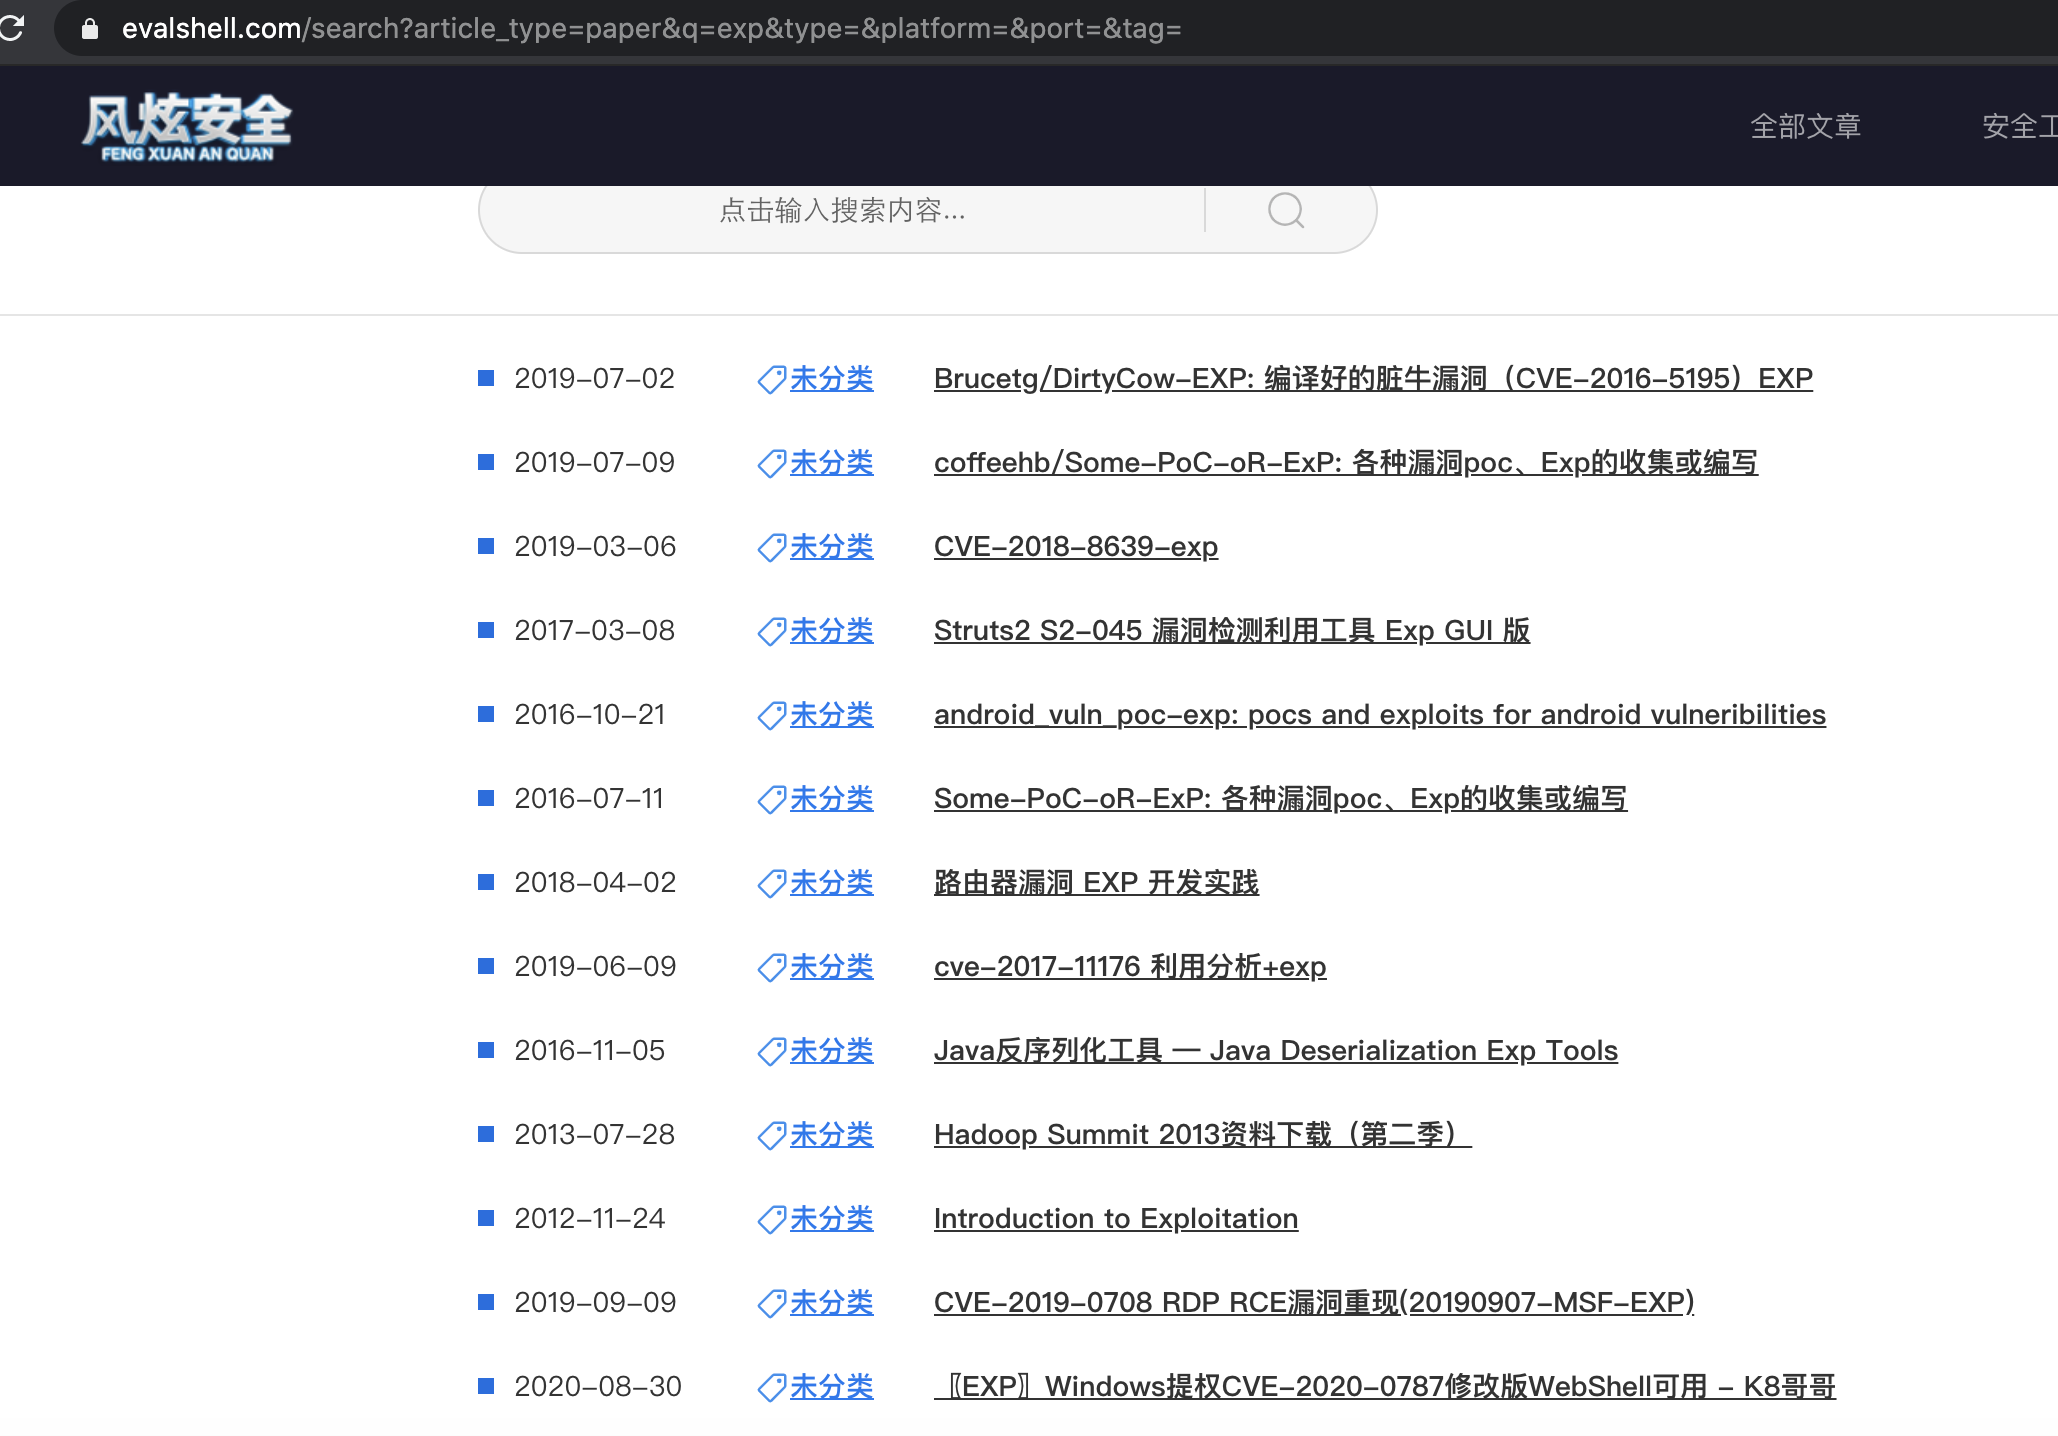 evalshell.com/search?article_type=paper&q=exp&type=&platform=&port=&tag=
风炫安全
FENG XUAN AN QUAN
全部文章 安全工
点击输入搜索内容...
2019-07-02 未分类 Brucetg/DirtyCow-EXP: 编译好的脏牛漏洞（CVE-2016-5195）EXP
2019-07-09 未分类 coffeehb/Some-PoC-oR-ExP: 各种漏洞poc、Exp的收集或编写
2019-03-06 未分类 CVE-2018-8639-exp
2017-03-08 未分类 Struts2 S2-045 漏洞检测利用工具 Exp GUI 版
2016-10-21 未分类 android_vuln_poc-exp: pocs and exploits for android vulneribilities
2016-07-11 未分类 Some-PoC-oR-ExP: 各种漏洞poc、Exp的收集或编写
2018-04-02 未分类 路由器漏洞 EXP 开发实践
2019-06-09 未分类 cve-2017-11176 利用分析+exp
2016-11-05 未分类 Java反序列化工具 — Java Deserialization Exp Tools
2013-07-28 未分类 Hadoop Summit 2013资料下载（第二季）
2012-11-24 未分类 Introduction to Exploitation
2019-09-09 未分类 CVE-2019-0708 RDP RCE漏洞重现(20190907-MSF-EXP)
2020-08-30 未分类 〖EXP〗Windows提权CVE-2020-0787修改版WebShell可用 - K8哥哥